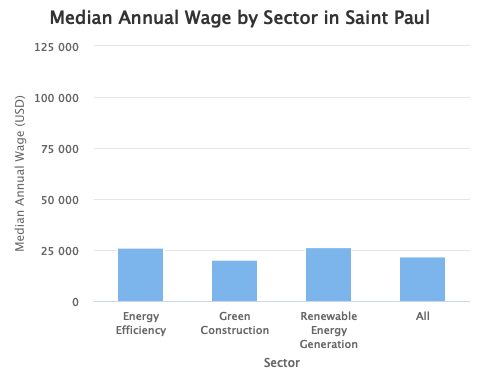 Median Annual Wage by Sector in Saint Paul
125 000
100 000
75 000
50 000
25 000
0
Median Annual Wage (USD)
Energy
Efficiency
Green
Construction
Renewable
Energy
Generation
All
Sector